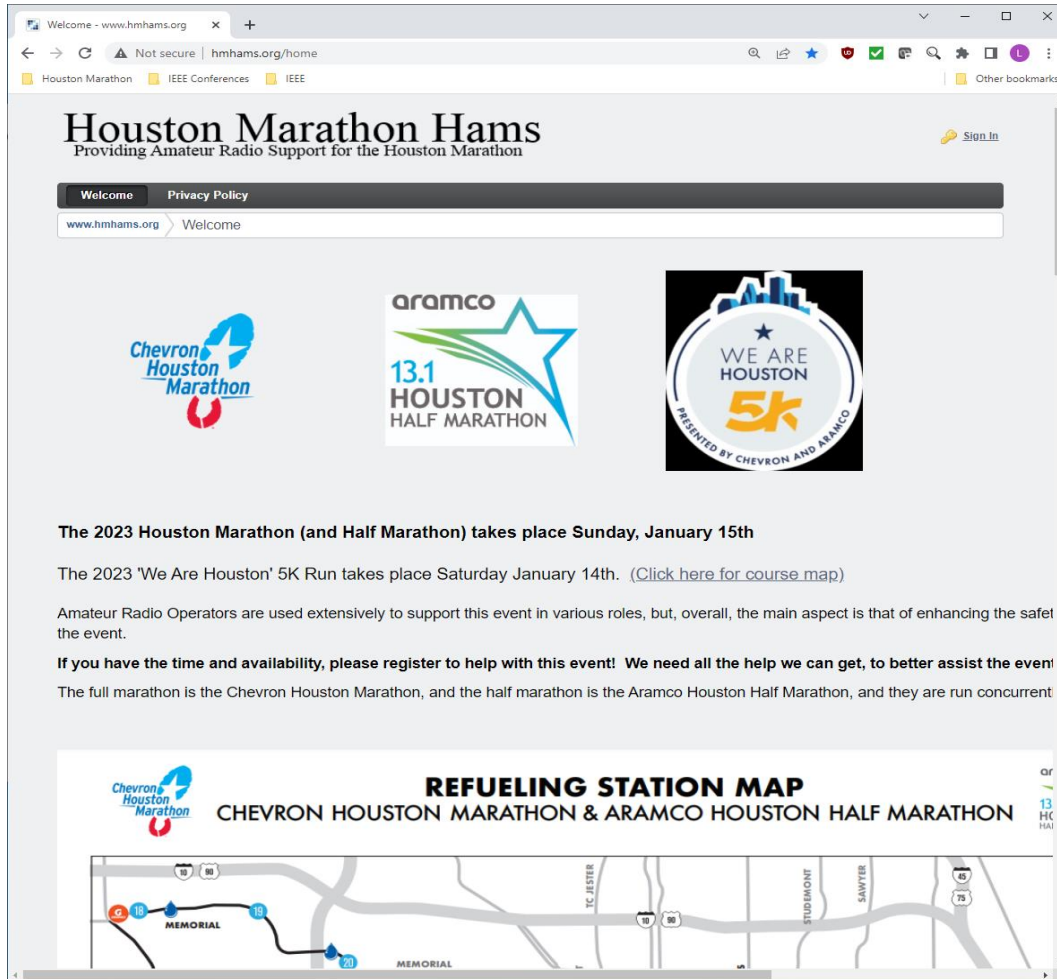 Welcome - www.hmhams.org
Not secure | hmhams.org/home
L
Houston Marathon IEEE Conferences IEEE Other bookmarks
Houston Marathon Hams
Providing Amateur Radio Support for the Houston Marathon
Sign In
Welcome Privacy Policy
www.hmhams.org Welcome
Chevron
Houston
Marathon
aramco
13.1
HOUSTON
HALF MARATHON
WE ARE
HOUSTON
5K
PRESENTED BY CHEVRON AND ARAMCO
The 2023 Houston Marathon (and Half Marathon) takes place Sunday, January 15th
The 2023 'We Are Houston' 5K Run takes place Saturday January 14th. (Click here for course map)
Amateur Radio Operators are used extensively to support this event in various roles, but, overall, the main aspect is that of enhancing the safet
the event.
If you have the time and availability, please register to help with this event! We need all the help we can get, to better assist the event
The full marathon is the Chevron Houston Marathon, and the half marathon is the Aramco Houston Half Marathon, and they are run concurrent
Chevron
Houston
Marathon
REFUELING STATION MAP
CHEVRON HOUSTON MARATHON & ARAMCO HOUSTON HALF MARATHON
ar
13
HO
HA
10 90
TC JESTER
STUDEMONT
SAWYER
45
75
G 18
19
MEMORIAL
10 90
20
MEMORIAL